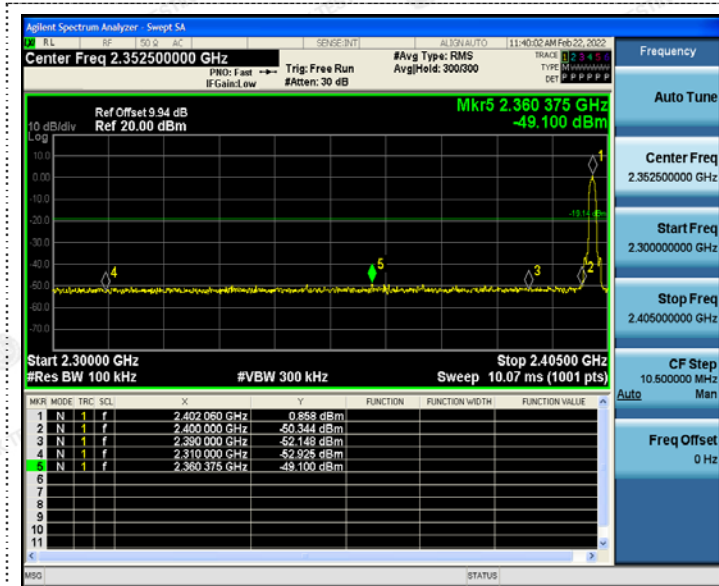 Agilent Spectrum Analyzer - Swept SA
RL RF 50 Ω AC SENSE:INT ALIGN AUTO 11:40:02 AM Feb 22, 2022
Center Freq 2.352500000 GHz #Avg Type: RMS TRACE 1 2 3 4 5 6
PNO: Fast Trig: Free Run Avg|Hold: 300/300 TYPE M
IFGain:Low #Atten: 30 dB DET P P P P P P
Mkr5 2.360 375 GHz
-49.100 dBm
Ref Offset 9.94 dB
10 dB/div Ref 20.00 dBm
Log
10.0
0.00
-10.0
-20.0
-30.0
-40.0
-50.0
-60.0
-70.0
-19.14 dBm
1
2
3
4
5
Start 2.30000 GHz Stop 2.40500 GHz
#Res BW 100 kHz #VBW 300 kHz Sweep 10.07 ms (1001 pts)
MKR MODE TRC SCL X Y FUNCTION FUNCTION WIDTH FUNCTION VALUE
1 N 1 f 2.402 060 GHz 0.858 dBm
2 N 1 f 2.400 000 GHz -50.344 dBm
3 N 1 f 2.390 000 GHz -52.148 dBm
4 N 1 f 2.310 000 GHz -52.925 dBm
5 N 1 f 2.360 375 GHz -49.100 dBm
6
7
8
9
10
11
MSG STATUS
Frequency
Auto Tune
Center Freq
2.352500000 GHz
Start Freq
2.300000000 GHz
Stop Freq
2.405000000 GHz
CF Step
10.500000 MHz
Auto Man
Freq Offset
0 Hz